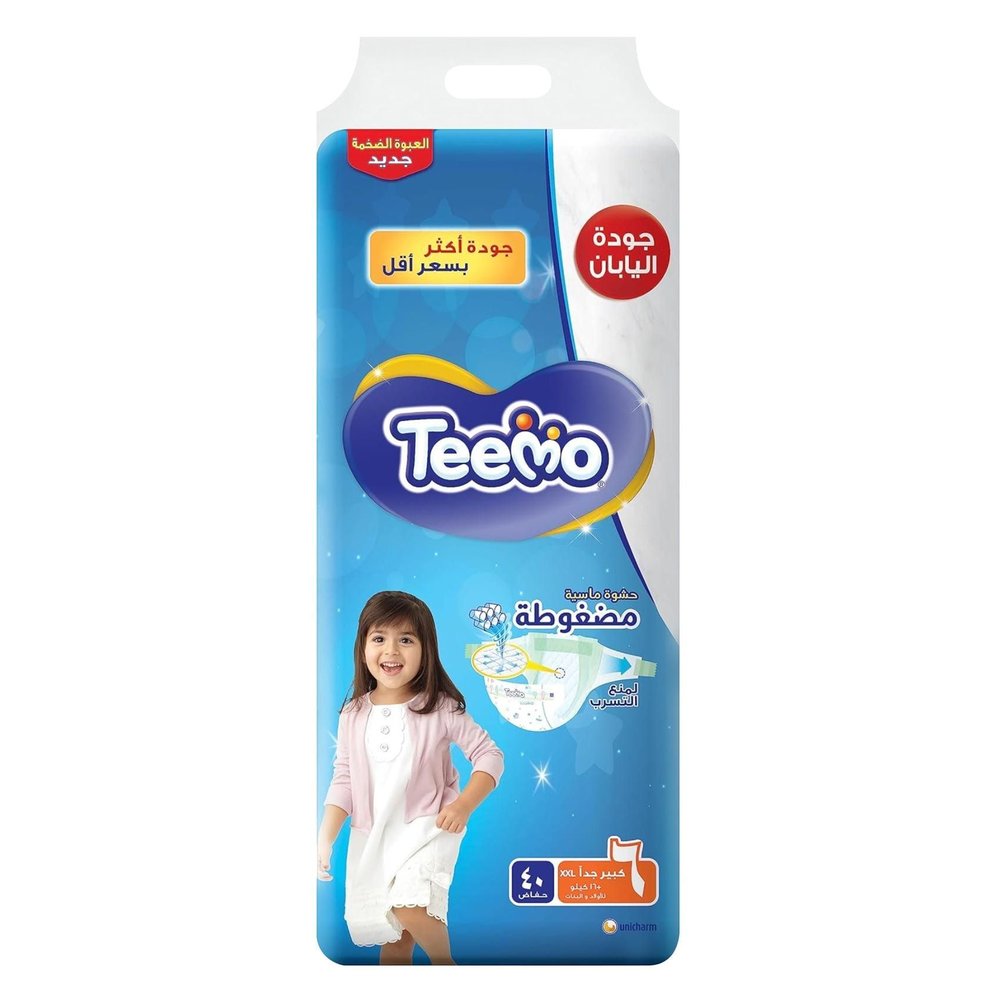 العبوة الضخمة
جديد
جودة أكثر
بسعر أقل
جودة
اليابان
Teemo
®
حشوة ماسية
مضغوطة
Teemo
لمنع
التسرب
٤٠
حفاض
كبير جداً XXL
+١٦ كيلو
للأولاد و البنات
٦
unicharm